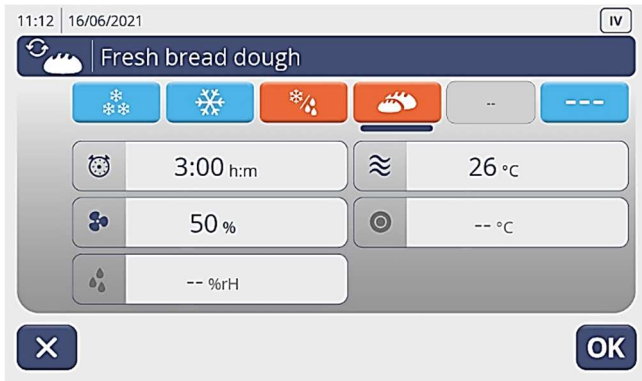 11:12 16/06/2021 IV
Fresh bread dough
-- ---
3:00 h:m 26 °C
50 % -- °C
-- %rH
OK